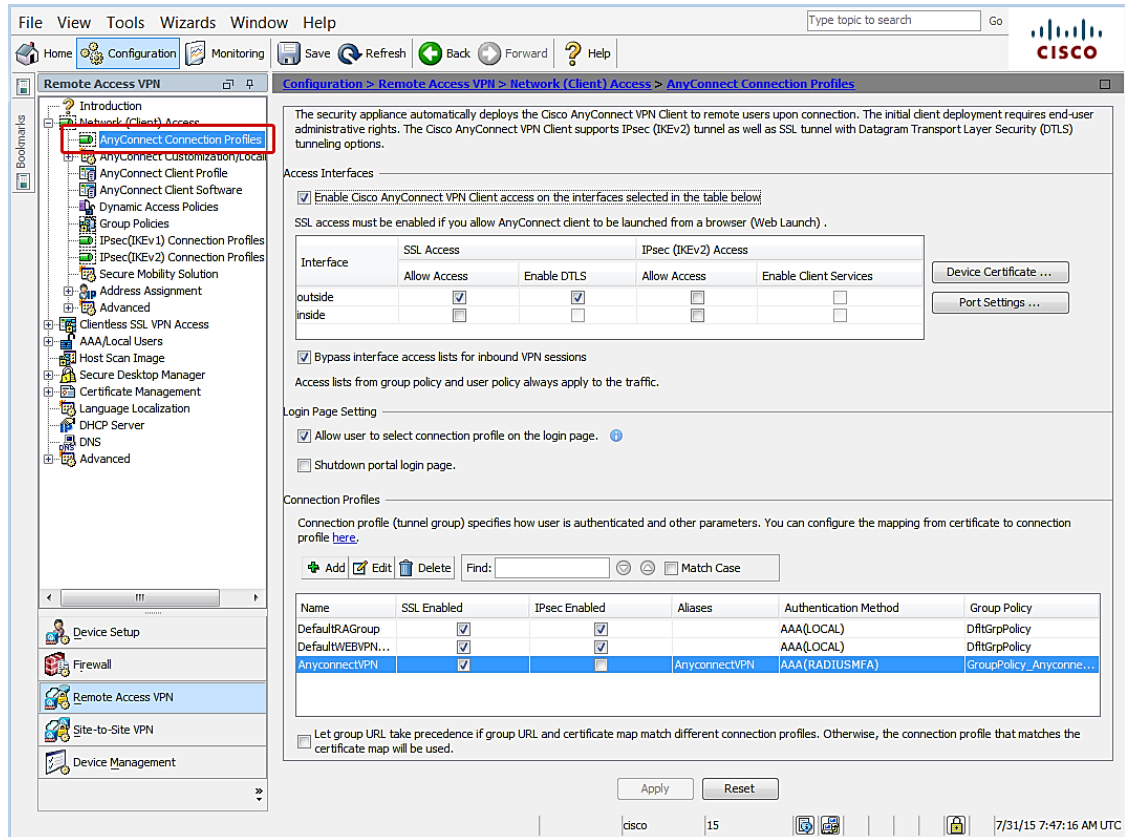 File View Tools Wizards Window Help
Type topic to search
Go
CISCO
Home
Configuration
Monitoring
Save
Refresh
Back
Forward
Help
Bookmarks
Remote Access VPN
Introduction
Network (Client) Access
AnyConnect Connection Profiles
AnyConnect Customization/Locali
AnyConnect Client Profile
AnyConnect Client Software
Dynamic Access Policies
Group Policies
IPsec(IKEv1) Connection Profiles
IPsec(IKEv2) Connection Profiles
Secure Mobility Solution
Address Assignment
Advanced
Clientless SSL VPN Access
AAA/Local Users
Host Scan Image
Secure Desktop Manager
Certificate Management
Language Localization
DHCP Server
DNS
Advanced
Device Setup
Firewall
Remote Access VPN
Site-to-Site VPN
Device Management
»
Configuration > Remote Access VPN > Network (Client) Access > AnyConnect Connection Profiles
The security appliance automatically deploys the Cisco AnyConnect VPN Client to remote users upon connection. The initial client deployment requires end-user
administrative rights. The Cisco AnyConnect VPN Client supports IPsec (IKEv2) tunnel as well as SSL tunnel with Datagram Transport Layer Security (DTLS)
tunneling options.
Access Interfaces
Enable Cisco AnyConnect VPN Client access on the interfaces selected in the table below
SSL access must be enabled if you allow AnyConnect client to be launched from a browser (Web Launch) .
Interface
SSL Access
IPsec (IKEv2) Access
Allow Access
Enable DTLS
Allow Access
Enable Client Services
outside
inside
Device Certificate ...
Port Settings ...
Bypass interface access lists for inbound VPN sessions
Access lists from group policy and user policy always apply to the traffic.
Login Page Setting
Allow user to select connection profile on the login page.
Shutdown portal login page.
Connection Profiles
Connection profile (tunnel group) specifies how user is authenticated and other parameters. You can configure the mapping from certificate to connection
profile here.
Add
Edit
Delete
Find:
Match Case
Name SSL Enabled IPsec Enabled Aliases Authentication Method Group Policy
DefaultRAGroup AAA(LOCAL) DfltGrpPolicy
DefaultWEBVPN... AAA(LOCAL) DfltGrpPolicy
AnyconnectVPN AnyconnectVPN AAA(RADIUSMFA) GroupPolicy_Anyconne...
Let group URL take precedence if group URL and certificate map match different connection profiles. Otherwise, the connection profile that matches the
certificate map will be used.
Apply
Reset
cisco
15
7/31/15 7:47:16 AM UTC